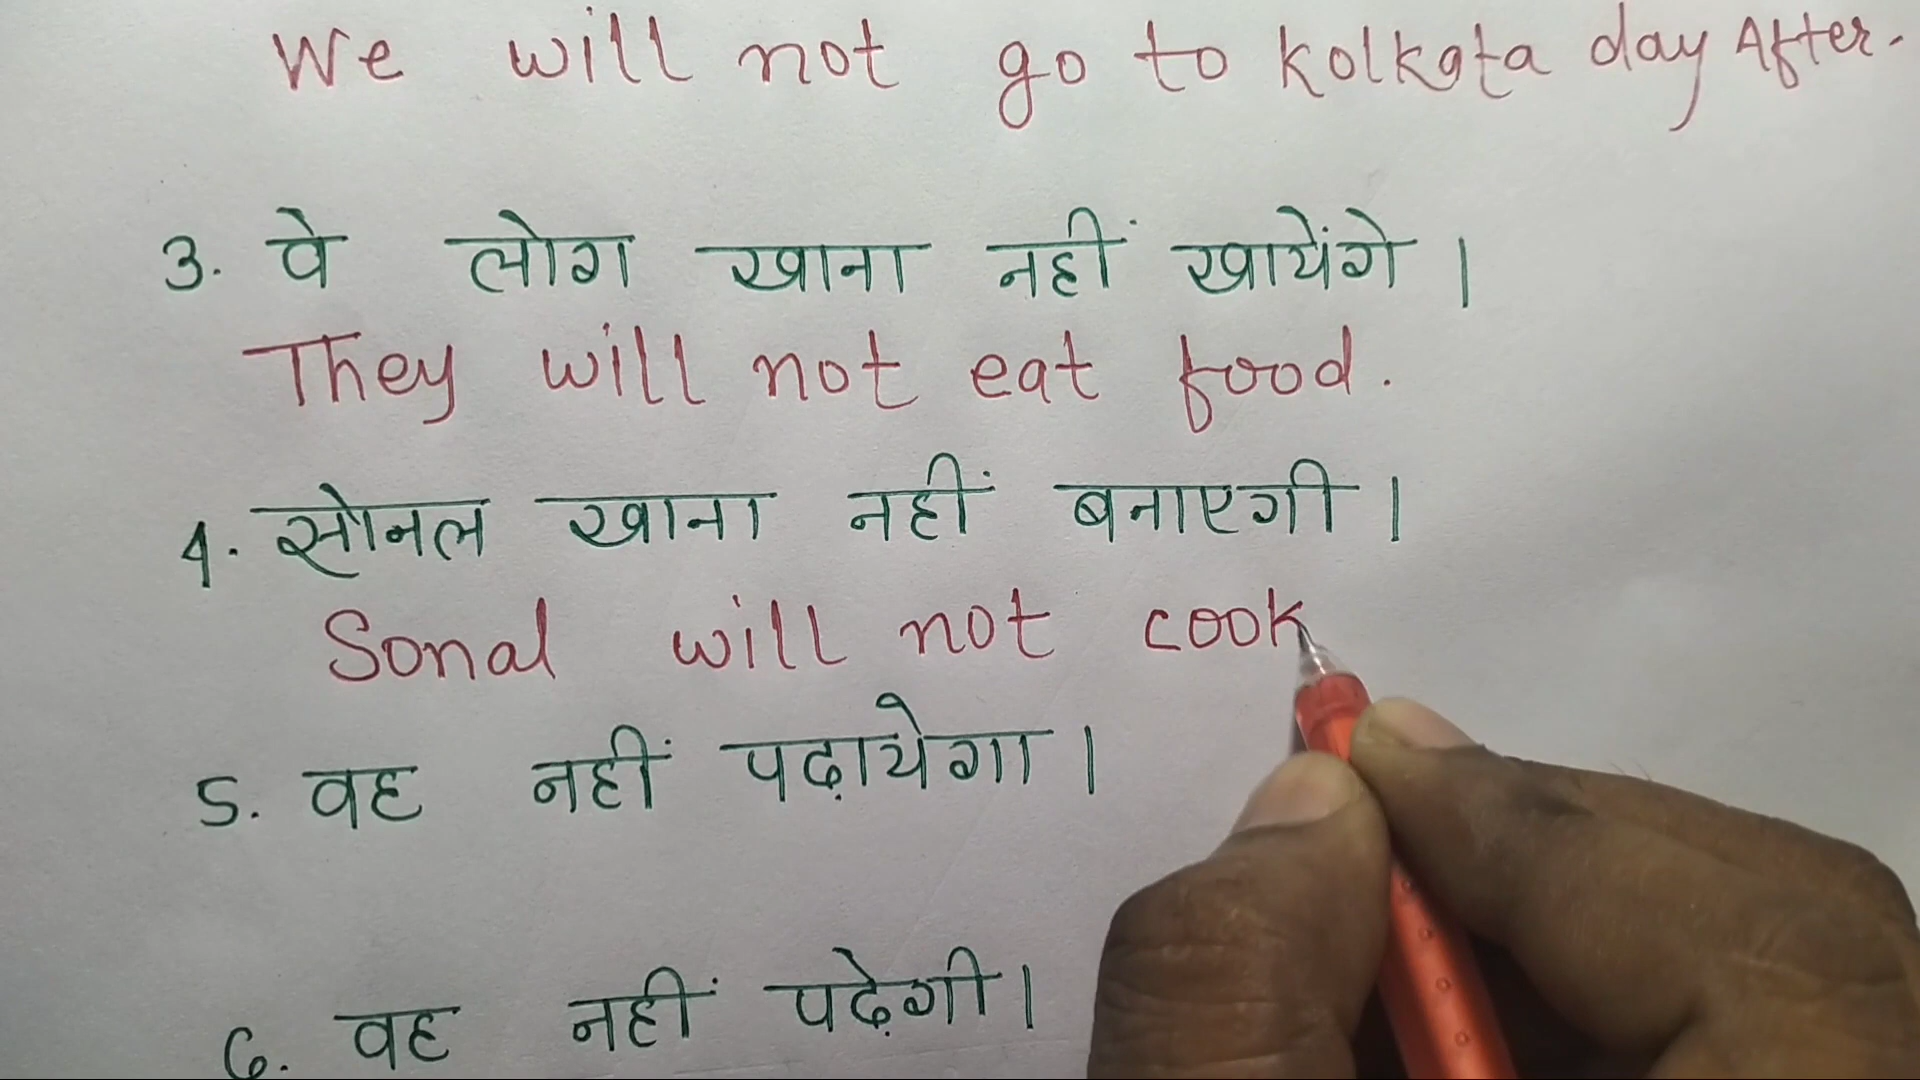 We will not go to Kolkata day After.
3. वे लोग खाना नहीं खायेंगे ।
They will not eat food.
4. सोनल खाना नहीं बनाएगी ।
Sonal will not cook
5. वह नहीं पढ़ायेगा ।
6. वह नहीं पढ़ेगी ।